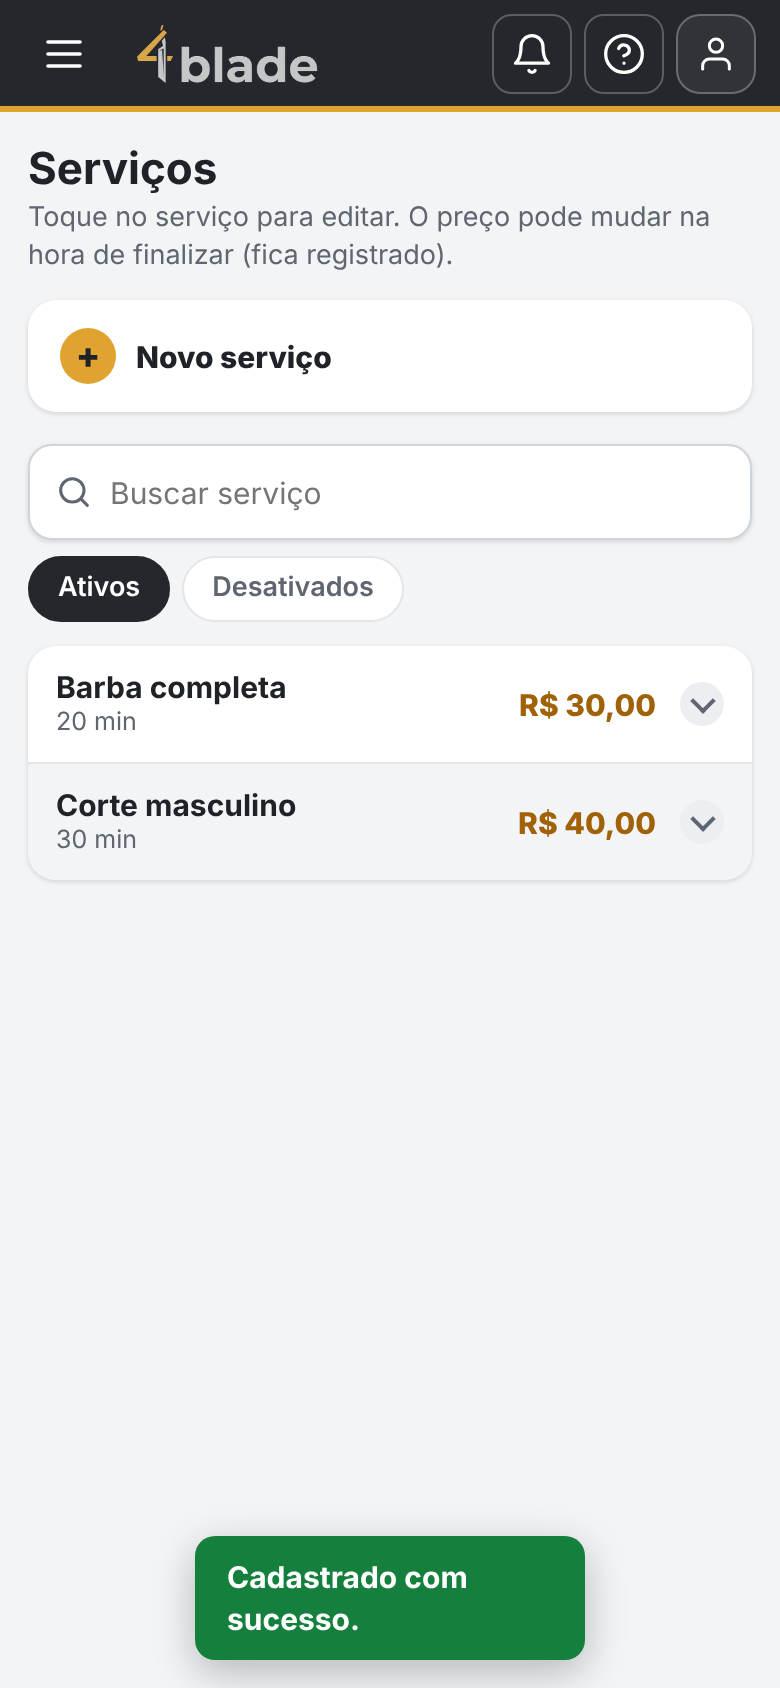 4blade
Serviços
Toque no serviço para editar. O preço pode mudar na
hora de finalizar (fica registrado).
+ Novo serviço
Buscar serviço
Ativos Desativados
Barba completa
20 min
R$ 30,00
Corte masculino
30 min
R$ 40,00
Cadastrado com
sucesso.